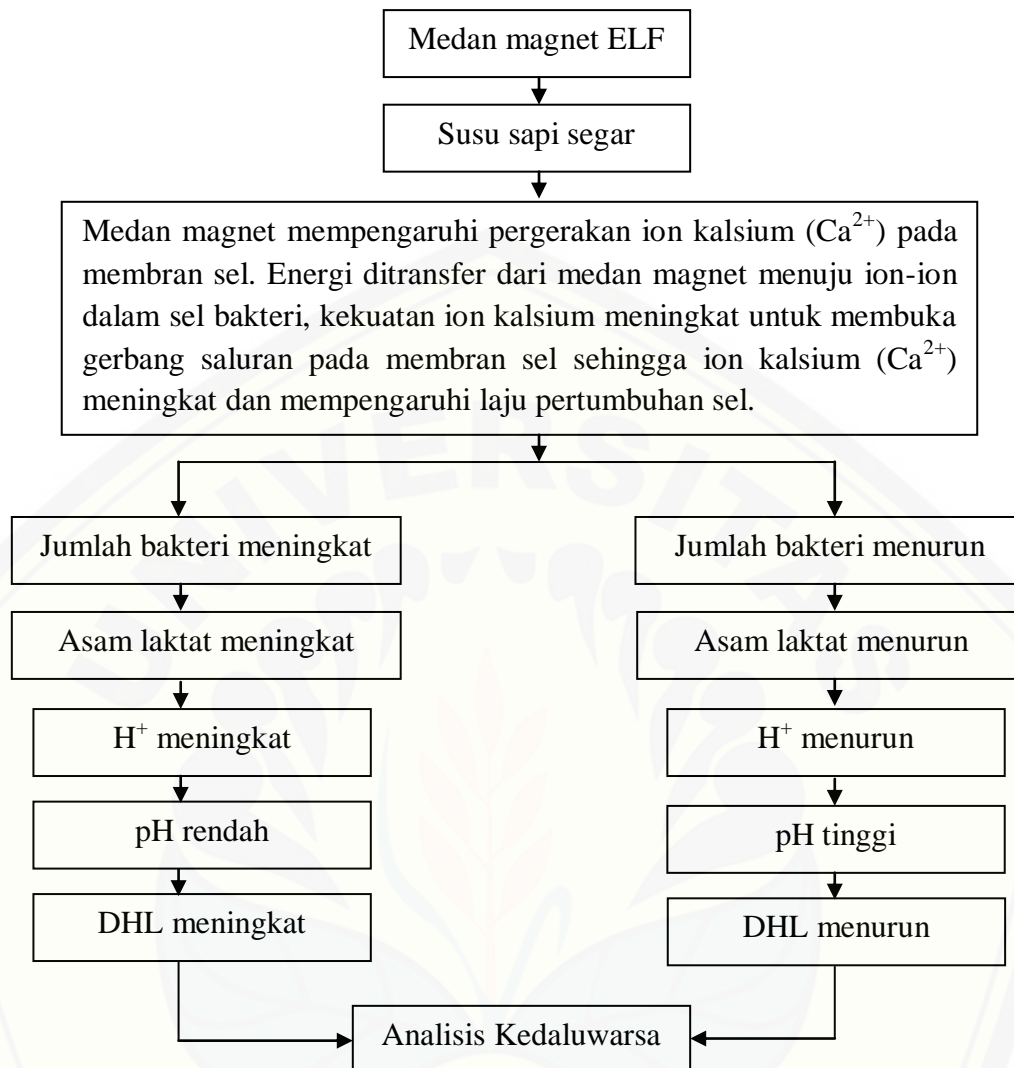 Medan magnet ELF
Susu sapi segar
Medan magnet mempengaruhi pergerakan ion kalsium (Ca²⁺) pada
membran sel. Energi ditransfer dari medan magnet menuju ion-ion
dalam sel bakteri, kekuatan ion kalsium meningkat untuk membuka
gerbang saluran pada membran sel sehingga ion kalsium (Ca²⁺)
meningkat dan mempengaruhi laju pertumbuhan sel.
Jumlah bakteri meningkat
Asam laktat meningkat
H⁺ meningkat
pH rendah
DHL meningkat
Jumlah bakteri menurun
Asam laktat menurun
H⁺ menurun
pH tinggi
DHL menurun
Analisis Kedaluwarsa
UNIVERSITAS